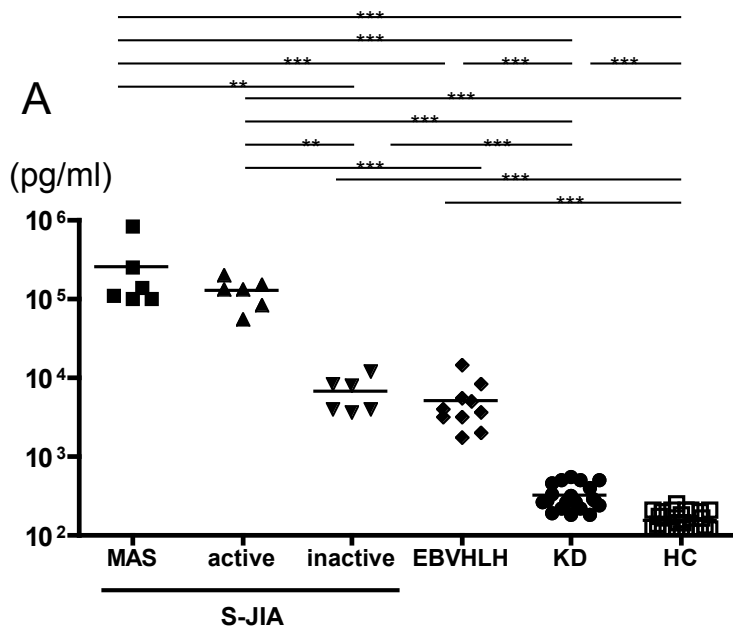 ***
***
*** *** ***
**
A
***
***
** ***
***
***
(pg/ml)
***
10⁶
10⁵
10⁴
10³
10²
MAS active inactive EBVHLH KD HC
S-JIA